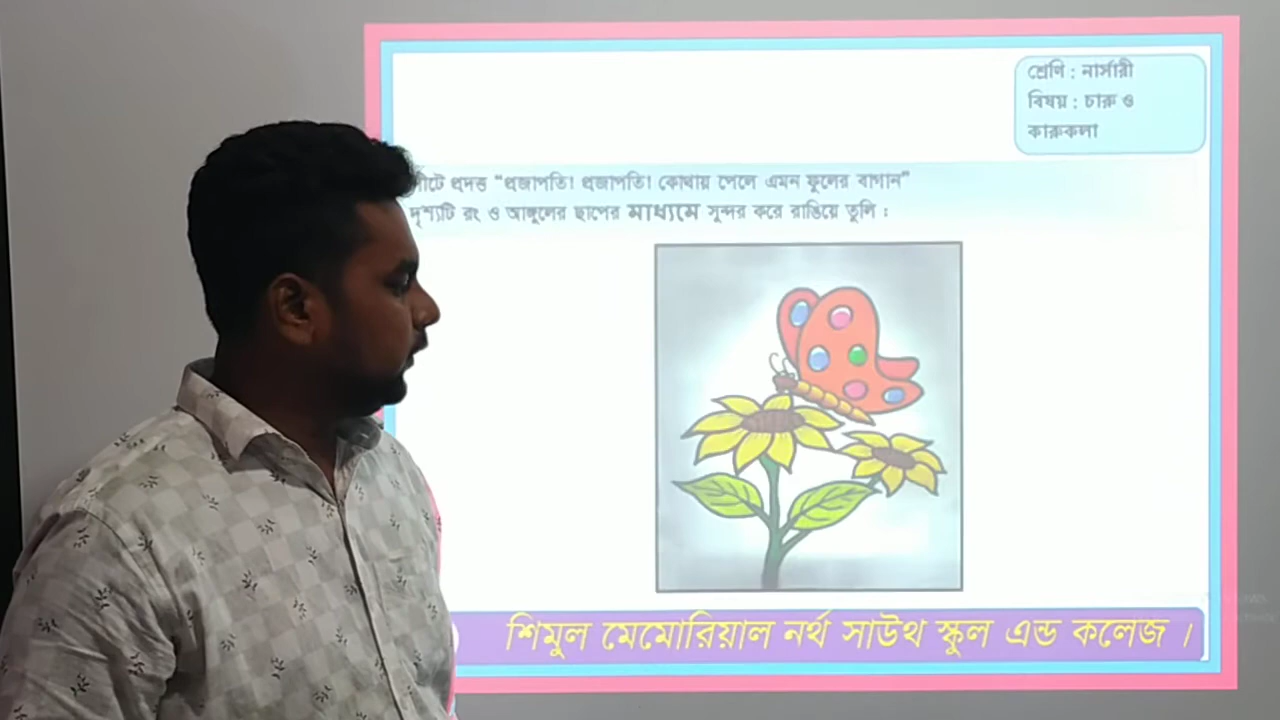 শ্রেণি : নার্সারী
বিষয় : চারু ও
কারুকলা
প্রদত্ত “প্রজাপতি! প্রজাপতি! কোথায় পেলে এমন ফুলের বাগান”
দৃশ্যটি রং ও আঙ্গুলের ছাপের মাধ্যমে সুন্দর করে রাঙিয়ে তুলি :
শিমুল মেমোরিয়াল নর্থ সাউথ স্কুল এন্ড কলেজ ।